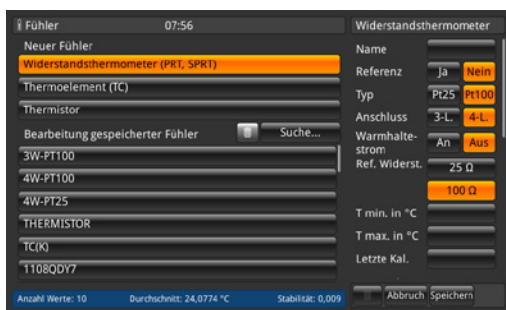 Fühler 07:56
Neuer Fühler
Widerstandsthermometer (PRT, SPRT)
Thermoelement (TC)
Thermistor
Bearbeitung gespeicherter Fühler Suche...
3W-PT100
4W-PT100
4W-PT25
THERMISTOR
TC(K)
1108QDY7
Anzahl Werte: 10 Durchschnitt: 24,0774 °C Stabilität: 0,009
Widerstandsthermometer
Name
Referenz Ja Nein
Typ Pt25 Pt100
Anschluss 3-L. 4-L.
Warmhalte-
strom An Aus
Ref. Widerst. 25 Ω
100 Ω
T min. in °C
T max. in °C
Letzte Kal.
Abbruch Speichern